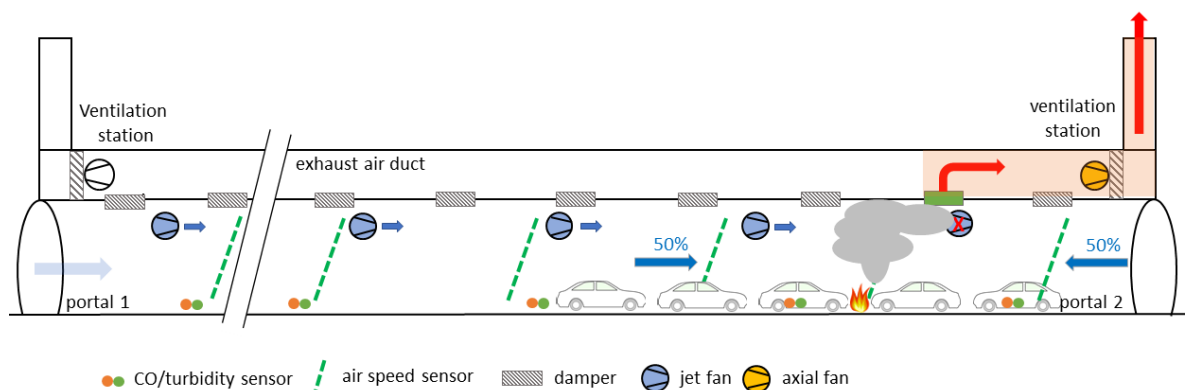 Ventilation
station
ventilation
station
exhaust air duct
50%
50%
portal 1
portal 2
CO/turbidity sensor
air speed sensor
damper
jet fan
axial fan